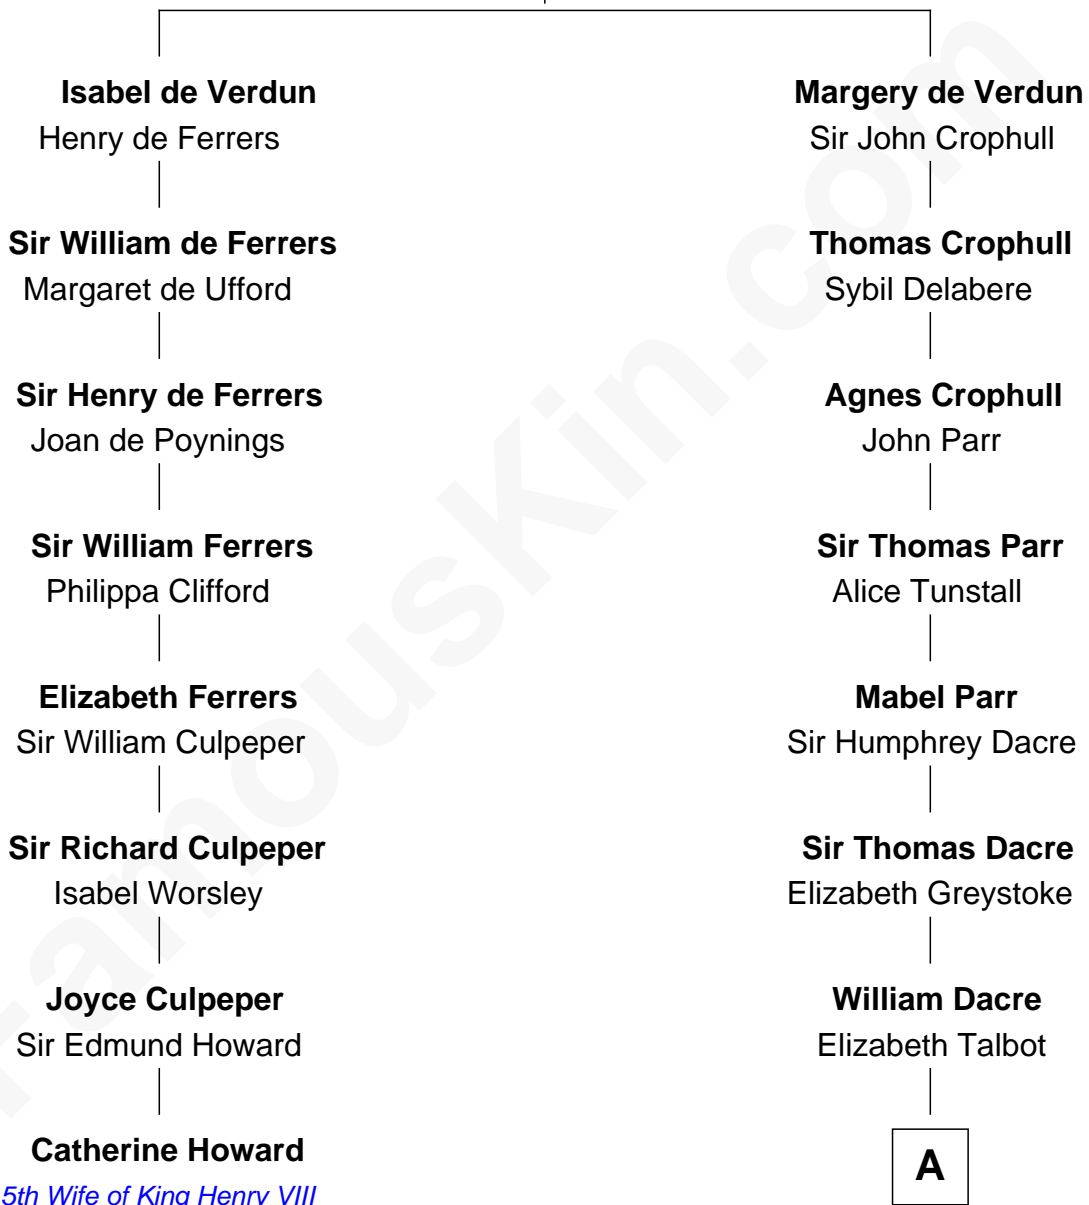 Isabel de Verdun
Henry de Ferrers
Sir William de Ferrers
Margaret de Ufford
Sir Henry de Ferrers
Joan de Poynings
Sir William Ferrers
Philippa Clifford
Elizabeth Ferrers
Sir William Culpeper
Sir Richard Culpeper
Isabel Worsley
Joyce Culpeper
Sir Edmund Howard
Catherine Howard
5th Wife of King Henry VIII
Margery de Verdun
Sir John Crophull
Thomas Crophull
Sybil Delabere
Agnes Crophull
John Parr
Sir Thomas Parr
Alice Tunstall
Mabel Parr
Sir Humphrey Dacre
Sir Thomas Dacre
Elizabeth Greystoke
William Dacre
Elizabeth Talbot
A
FamousKin.com